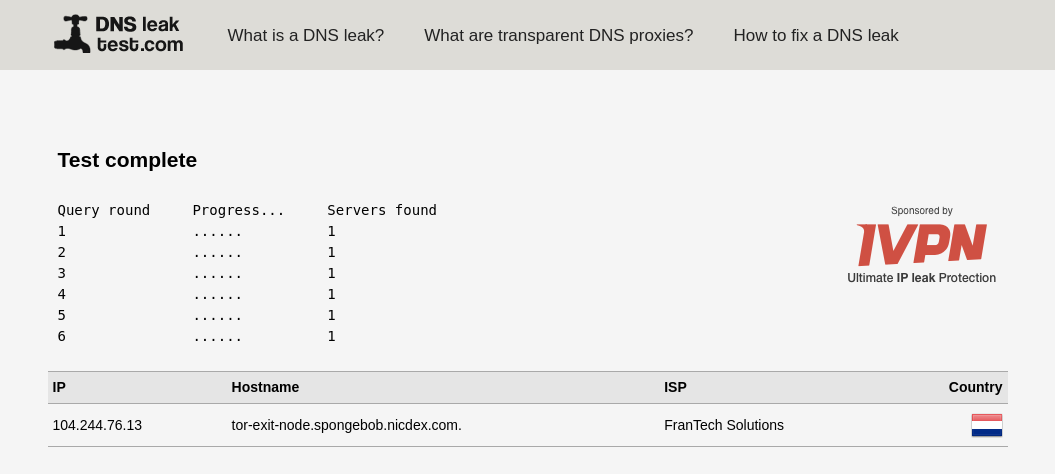 DNS leak
test.com
What is a DNS leak? What are transparent DNS proxies? How to fix a DNS leak
Test complete
Query round Progress... Servers found
1 ...... 1
2 ...... 1
3 ...... 1
4 ...... 1
5 ...... 1
6 ...... 1
Sponsored by
IVPN
Ultimate IP leak Protection
IP Hostname ISP Country
104.244.76.13 tor-exit-node.spongebob.nicdex.com. FranTech Solutions